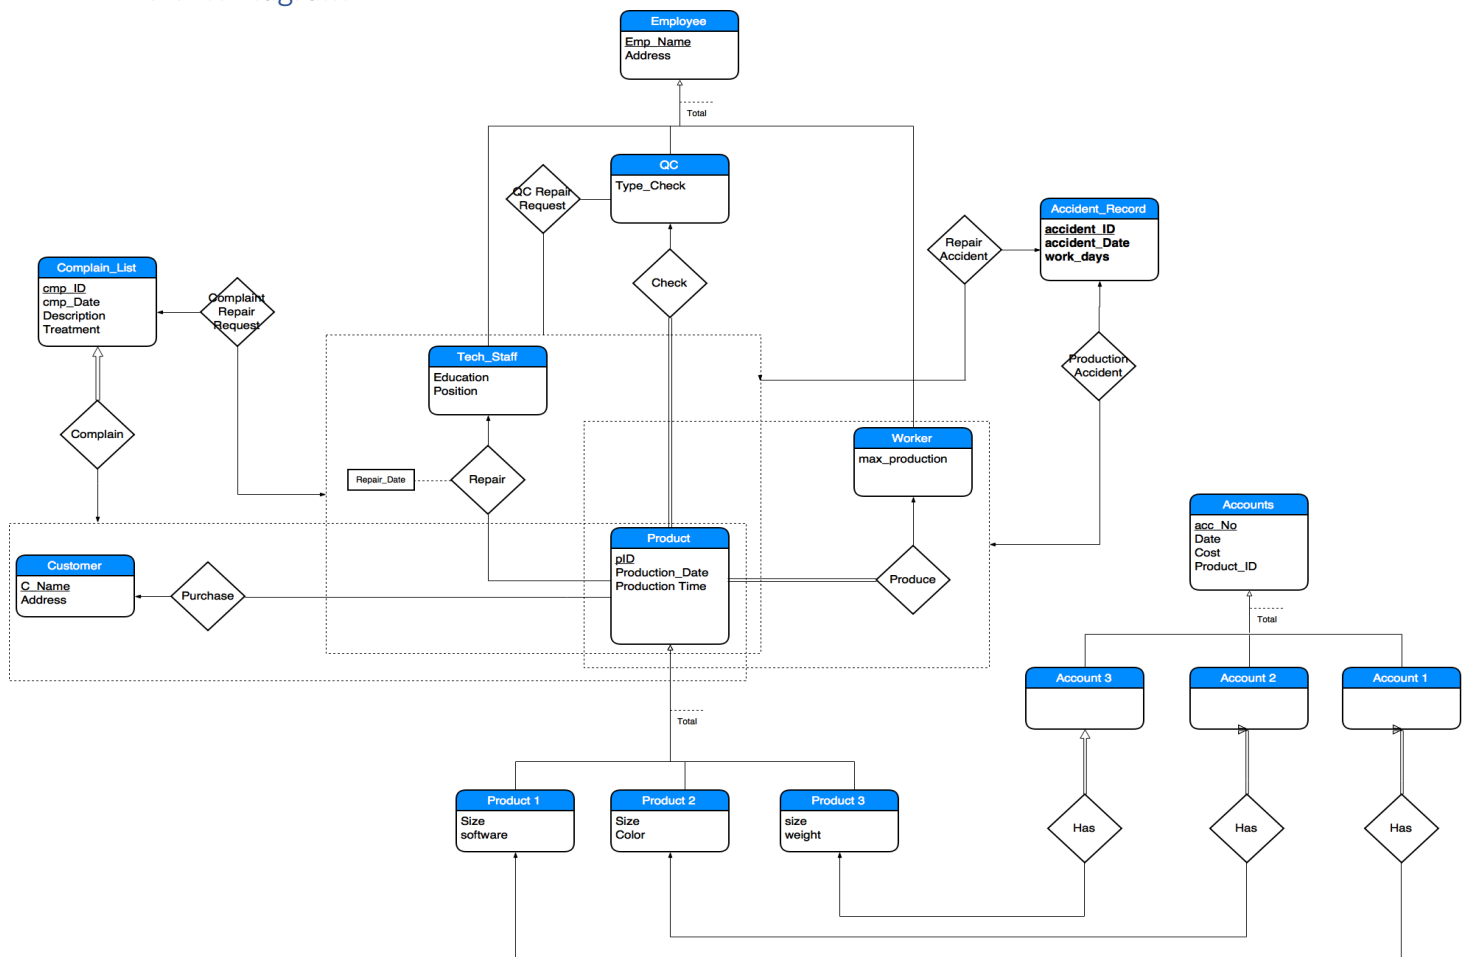 Employee
Emp_Name
Address
Total
QC
Type_Check
QC Repair
Request
Check
Repair
Accident
Accident_Record
accident_ID
accident_Date
work_days
Production
Accident
Complain_List
cmp_ID
cmp_Date
Description
Treatment
Complaint
Repair
Request
Complain
Tech_Staff
Education
Position
Repair_Date
Repair
Worker
max_production
Produce
Product
pID
Production_Date
Production Time
Customer
C_Name
Address
Purchase
Accounts
acc_No
Date
Cost
Product_ID
Total
Account 3
Account 2
Account 1
Total
Product 1
Size
software
Product 2
Size
Color
Product 3
size
weight
Has
Has
Has